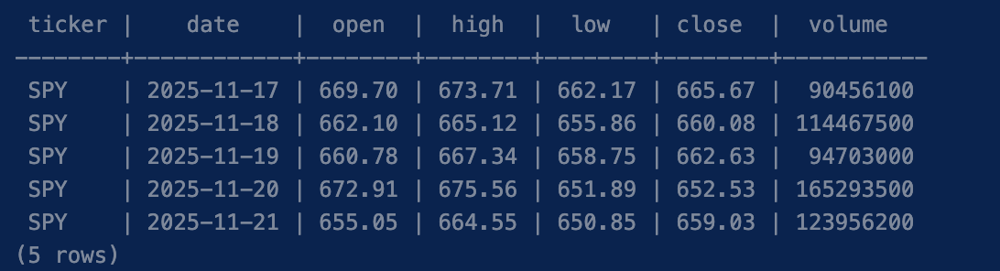 ticker |    date    |  open  |  high  |  low   | close  |  volume
--------+------------+--------+--------+--------+--------+-----------
 SPY    | 2025-11-17 | 669.70 | 673.71 | 662.17 | 665.67 |  90456100
 SPY    | 2025-11-18 | 662.10 | 665.12 | 655.86 | 660.08 | 114467500
 SPY    | 2025-11-19 | 660.78 | 667.34 | 658.75 | 662.63 |  94703000
 SPY    | 2025-11-20 | 672.91 | 675.56 | 651.89 | 652.53 | 165293500
 SPY    | 2025-11-21 | 655.05 | 664.55 | 650.85 | 659.03 | 123956200
(5 rows)